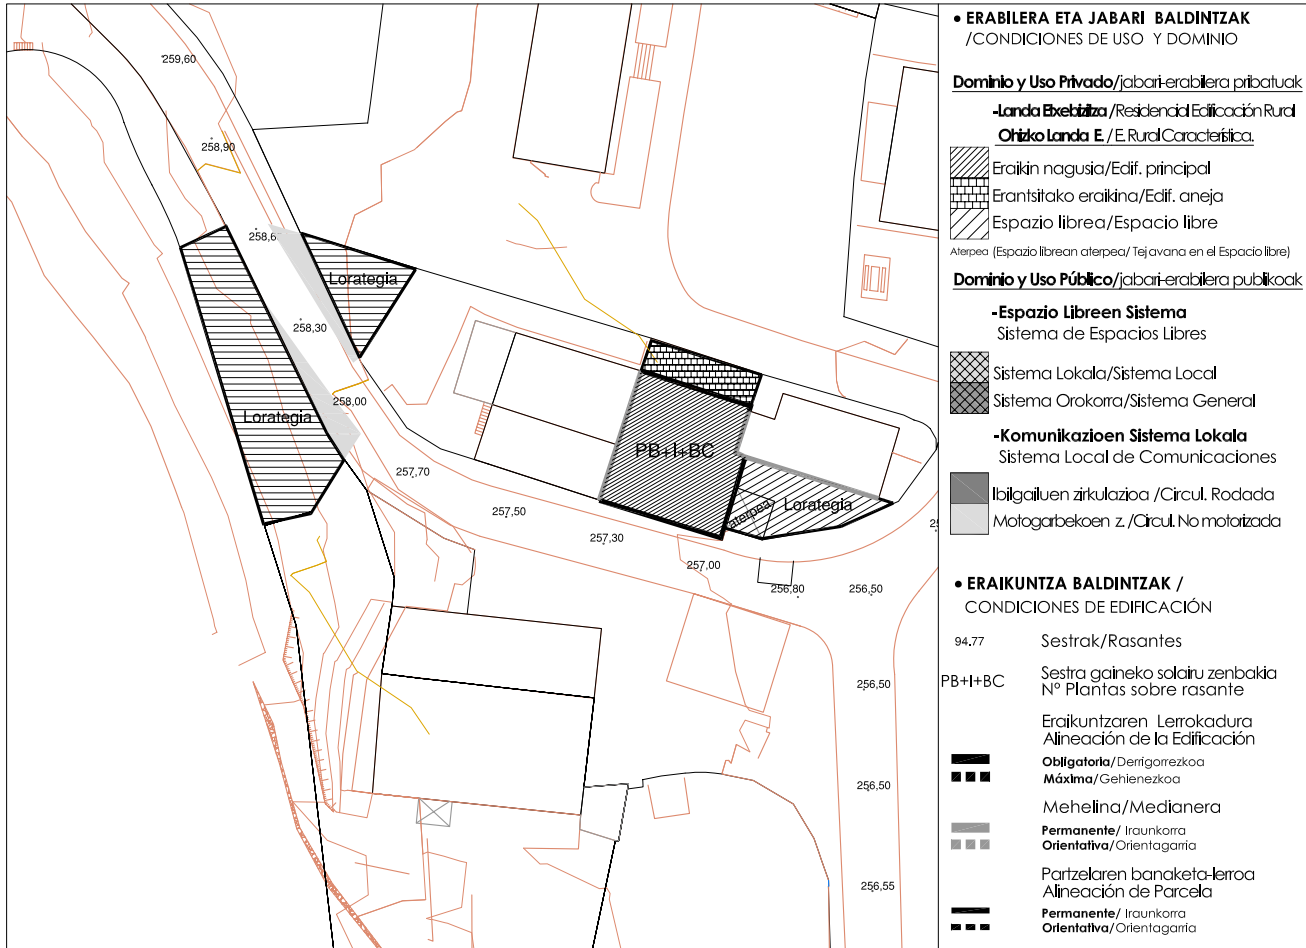 259,60
258,90
258,6
Lorategia
258,30
258,00
Lorategia
257,70
PB+I+BC
257,50
aterpea
Lorategia
257,30
257,00
256,80
256,50
256,50
256,50
256,55
• ERABILERA ETA JABARI BALDINTZAK
/CONDICIONES DE USO Y DOMINIO
Dominio y Uso Privado/jabari-erabilera pribatuak
-Landa Etxebizitza/Residencial Edificación Rural
Ohizko Landa E./E. Rural Característica.
Eraikin nagusia/Edif. principal
Erantsitako eraikina/Edif. aneja
Espazio librea/Espacio libre
Aterpea (Espazio librean aterpea/ Tejavana en el Espacio libre)
Dominio y Uso Público/jabari-erabilera publikoak
-Espazio Libreen Sistema
Sistema de Espacios Libres
Sistema Lokala/Sistema Local
Sistema Orokorra/Sistema General
-Komunikazioen Sistema Lokala
Sistema Local de Comunicaciones
Ibilgailuen zirkulazioa /Circul. Rodada
Motogarbekoen z. /Circul. No motorizada
• ERAIKUNTZA BALDINTZAK /
CONDICIONES DE EDIFICACIÓN
94.77 Sestrak/Rasantes
PB+I+BC Sestra gaineko solairu zenbakia
Nº Plantas sobre rasante
Eraikuntzaren Lerrokadura
Alineación de la Edificación
Obligatoria/Derrigorrezkoa
Máxima/Gehienezkoa
Mehelina/Medianera
Permanente/ Iraunkorra
Orientativa/Orientagarria
Partzelaren banaketa-lerroa
Alineación de Parcela
Permanente/ Iraunkorra
Orientativa/Orientagarria